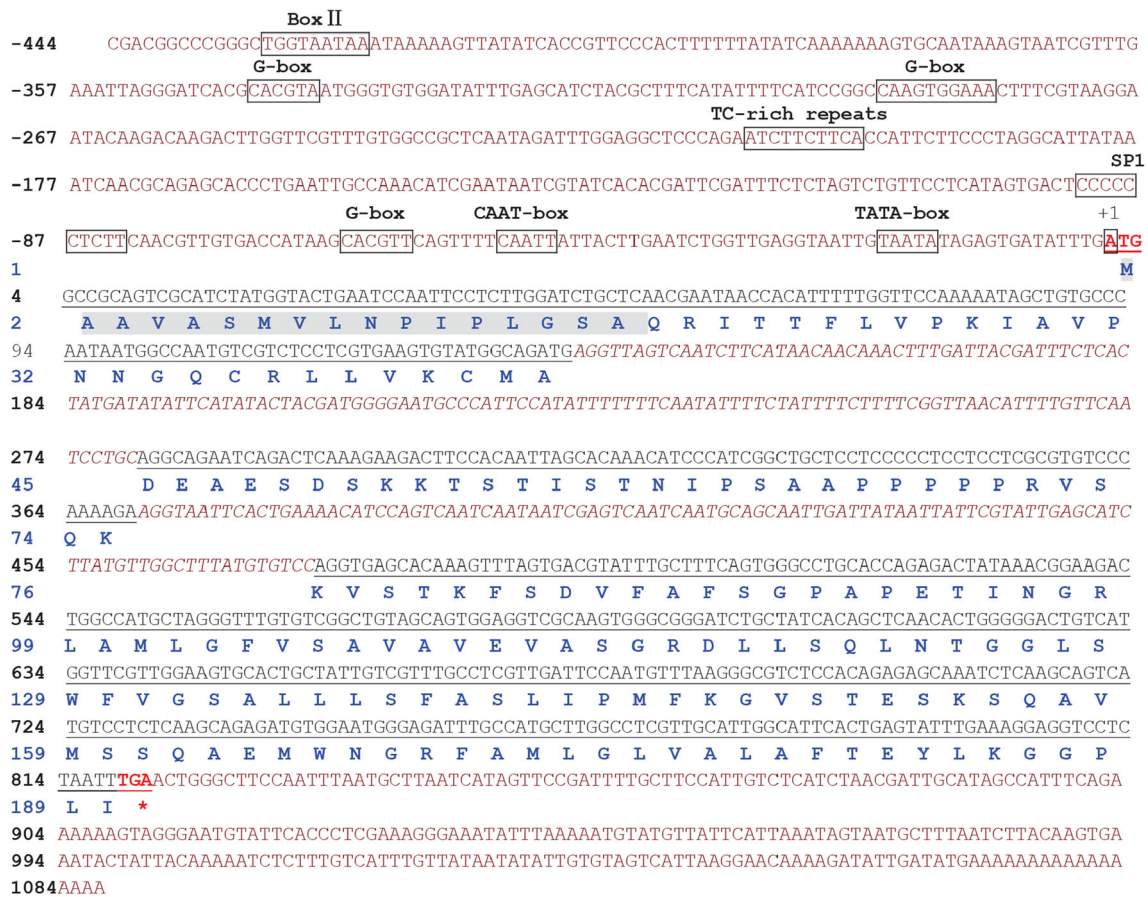 Box Ⅱ
-444 CGACGGCCCGGGCTGGTAATAAATAAAAAGTTATATCACCGTTCCCACTTTTTTATATCAAAAAAAGTGCAATAAAGTAATCGTTTG
G-box G-box
-357 AAATTAGGGATCACGCACGTAATGGGTGTGGATATTTGAGCATCTACGCTTTCATATTTTCATCCGGCCAAGTGGAAACTTTCGTAAGGA
TC-rich repeats
-267 ATACAAGACAAGACTTGGTTCGTTTGTGGCCGCTCAATAGATTTGGAGGCTCCCAGAATCTTCTTCACCATTCTTCCCTAGGCATTATAA
SP1
-177 ATCAACGCAGAGCACCCTGAATTGCCAAACATCGAATAATCGTATCACACGATTCGATTTCTCTAGTCTGTTCCTCATAGTGACTCCCCC
G-box CAAT-box TATA-box +1
-87 CTCTTCAACGTTGTGACCATAAGCACGTTCAGTTTTCAATTATTACTTGAATCTGGTTGAGGTAATTGTAATATAGAGTGATATTTGATG
1 M
4 GCCGCAGTCGCATCTATGGTACTGAATCCAATTCCTCTTGGATCTGCTCAACGAATAACCACATTTTTGGTTCCAAAAATAGCTGTGCCC
2 A A V A S M V L N P I P L G S A Q R I T T F L V P K I A V P
94 AATAATGGCCAATGTCGTCTCCTCGTGAAGTGTATGGCAGATGAGGTTAGTCAATCTTCATAACAACAAACTTTGATTACGATTTCTCAC
32 N N G Q C R L L V K C M A
184 TATGATATATTCATATACTACGATGGGGAATGCCCATTCCATATTTTTTTCAATATTTTCTATTTTCTTTTCGGTTAACATTTTGTTCAA
274 TCCTGCAGGCAGAATCAGACTCAAAGAAGACTTCCACAATTAGCACAAACATCCCATCGGCTGCTCCTCCCCCTCCTCCTCGCGTGTCCC
45 D E A E S D S K K T S T I S T N I P S A A P P P P P R V S
364 AAAAGAAGGTAATTCACTGAAAACATCCAGTCAATCAATAATCGAGTCAATCAATGCAGCAATTGATTATAATTATTCGTATTGAGCATC
74 Q K
454 TTATGTTGGCTTTATGTGTCCAGGTGAGCACAAAGTTTAGTGACGTATTTGCTTTCAGTGGGCCTGCACCAGAGACTATAAACGGAAGAC
76 K V S T K F S D V F A F S G P A P E T I N G R
544 TGGCCATGCTAGGGTTTGTGTCGGCTGTAGCAGTGGAGGTCGCAAGTGGGCGGGATCTGCTATCACAGCTCAACACTGGGGGACTGTCAT
99 L A M L G F V S A V A V E V A S G R D L L S Q L N T G G L S
634 GGTTCGTTGGAAGTGCACTGCTATTGTCGTTTGCCTCGTTGATTCCAATGTTTAAGGGCGTCTCCACAGAGAGCAAATCTCAAGCAGTCA
129 W F V G S A L L L S F A S L I P M F K G V S T E S K S Q A V
724 TGTCCTCTCAAGCAGAGATGTGGAATGGGAGATTTGCCATGCTTGGCCTCGTTGCATTGGCATTCACTGAGTATTTGAAAGGAGGTCCTC
159 M S S Q A E M W N G R F A M L G L V A L A F T E Y L K G G P
814 TAATTTGAACTGGGCTTCCAATTTAATGCTTAATCATAGTTCCGATTTTGCTTCCATTGTCTCATCTAACGATTGCATAGCCATTTCAGA
189 L I *
904 AAAAAGTAGGGAATGTATTCACCCTCGAAAGGGAAATATTTAAAAATGTATGTTATTCATTAAATAGTAATGCTTTAATCTTACAAGTGA
994 AATACTATTACAAAAATCTCTTTGTCATTTGTTATAATATATTGTGTAGTCATTAAGGAACAAAAGATATTGATATGAAAAAAAAAAAAA
1084 AAAA